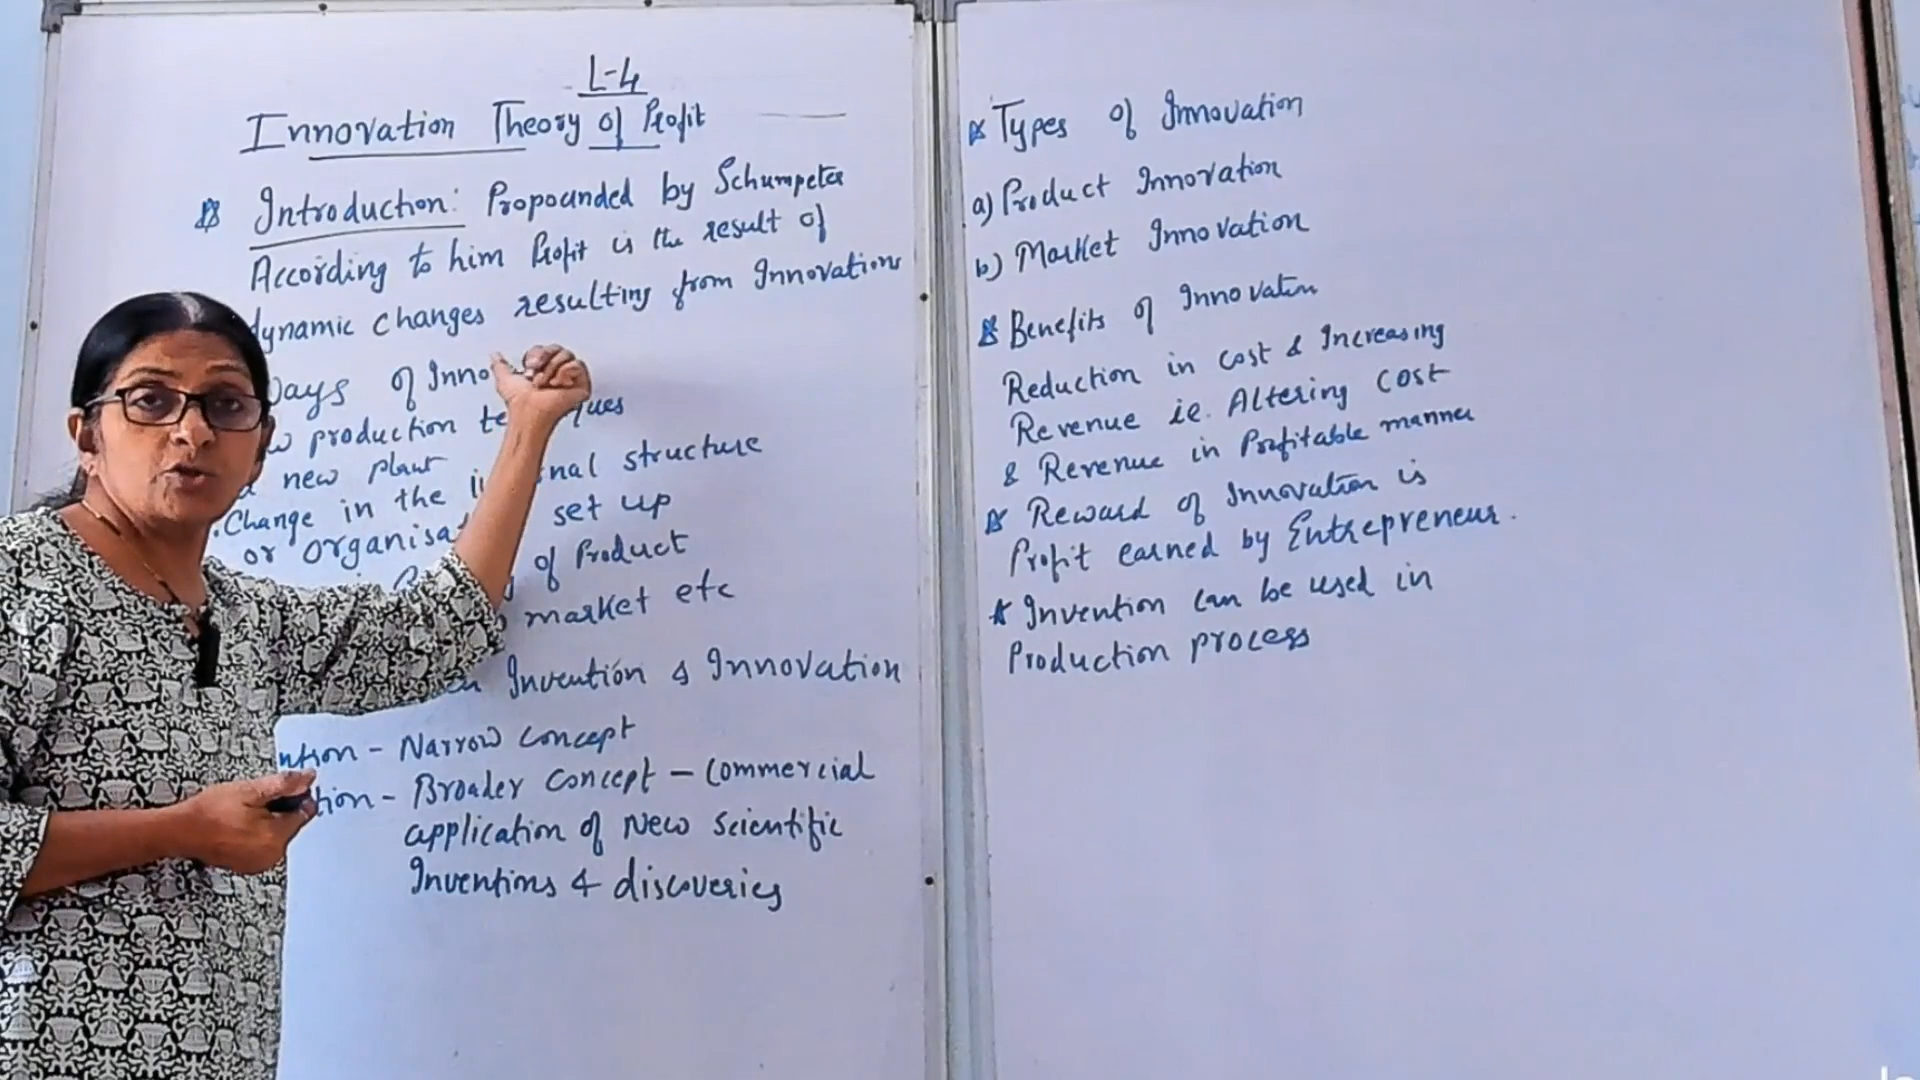 L-4
Innovation Theory of Profit
Introduction: Propounded by Schumpeter
According to him Profit is the result of
dynamic changes resulting from Innovations
of Inno
production
new plant
Change in the structure
or set up
of Product
market etc
Invention & Innovation
- Narrow concept
- Broader concept - Commercial
application of New Scientific
Inventions & discoveries
Types of Innovation
a) Product Innovation
b) Market Innovation
Benefits of Innovation
Reduction in cost & Increasing
Revenue ie. Altering cost
& Revenue in Profitable manner
Reward of Innovation is
Profit earned by Entrepreneur.
Invention can be used in
Production process